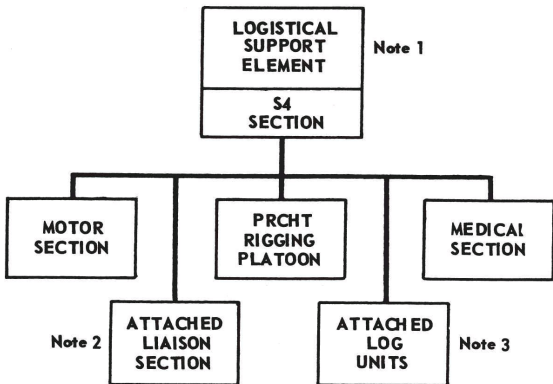 LOGISTICAL
SUPPORT
ELEMENT
Note 1
S4
SECTION
MOTOR
SECTION
PRCHT
RIGGING
PLATOON
MEDICAL
SECTION
Note 2
ATTACHED
LIAISON
SECTION
ATTACHED
LOG
UNITS
Note 3